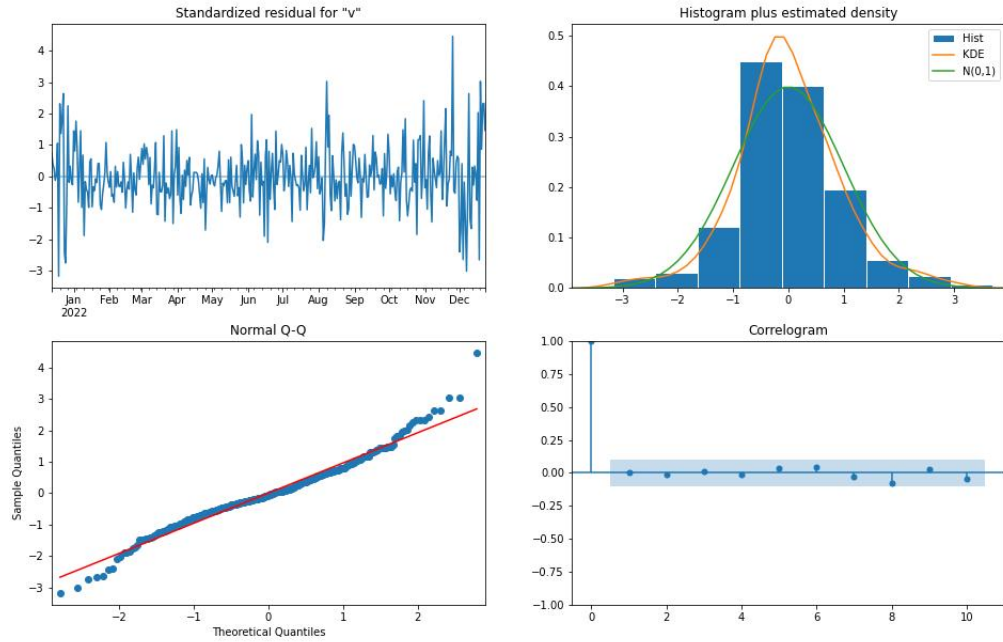 Standardized residual for "v"
4
3
2
1
0
−1
−2
−3
Jan Feb Mar Apr May Jun Jul Aug Sep Oct Nov Dec
2022
Histogram plus estimated density
Hist
KDE
N(0,1)
0.5
0.4
0.3
0.2
0.1
0.0
−3 −2 −1 0 1 2 3
Normal Q-Q
Sample Quantiles
4
3
2
1
0
−1
−2
−3
−2 −1 0 1 2
Theoretical Quantiles
Correlogram
1.00
0.75
0.50
0.25
0.00
−0.25
−0.50
−0.75
−1.00
0 2 4 6 8 10